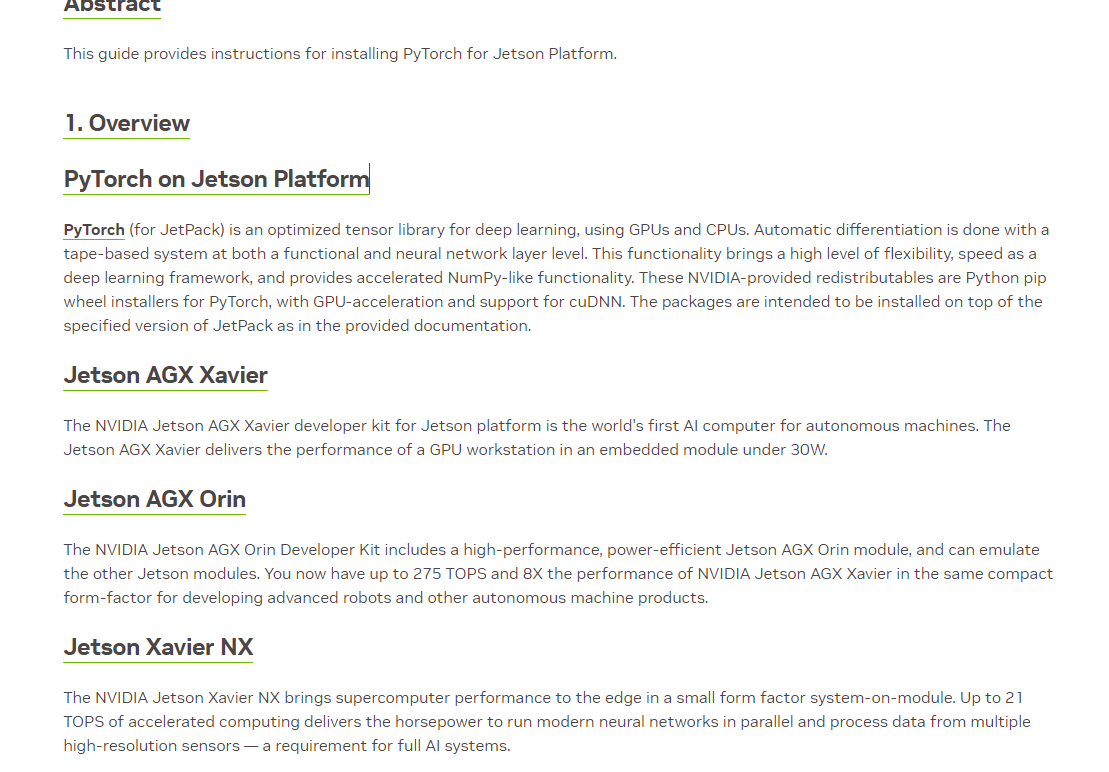 Abstract
This guide provides instructions for installing PyTorch for Jetson Platform.
1. Overview
PyTorch on Jetson Platform
PyTorch (for JetPack) is an optimized tensor library for deep learning, using GPUs and CPUs. Automatic differentiation is done with a
tape-based system at both a functional and neural network layer level. This functionality brings a high level of flexibility, speed as a
deep learning framework, and provides accelerated NumPy-like functionality. These NVIDIA-provided redistributables are Python pip
wheel installers for PyTorch, with GPU-acceleration and support for cuDNN. The packages are intended to be installed on top of the
specified version of JetPack as in the provided documentation.
Jetson AGX Xavier
The NVIDIA Jetson AGX Xavier developer kit for Jetson platform is the world's first AI computer for autonomous machines. The
Jetson AGX Xavier delivers the performance of a GPU workstation in an embedded module under 30W.
Jetson AGX Orin
The NVIDIA Jetson AGX Orin Developer Kit includes a high-performance, power-efficient Jetson AGX Orin module, and can emulate
the other Jetson modules. You now have up to 275 TOPS and 8X the performance of NVIDIA Jetson AGX Xavier in the same compact
form-factor for developing advanced robots and other autonomous machine products.
Jetson Xavier NX
The NVIDIA Jetson Xavier NX brings supercomputer performance to the edge in a small form factor system-on-module. Up to 21
TOPS of accelerated computing delivers the horsepower to run modern neural networks in parallel and process data from multiple
high-resolution sensors — a requirement for full AI systems.